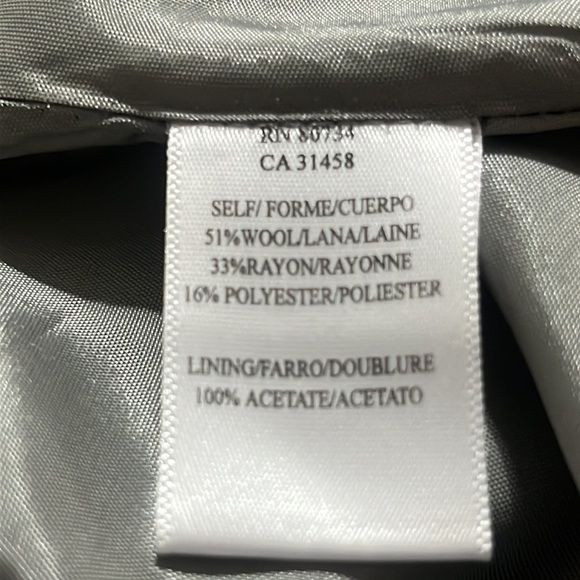 RN 80734
CA 31458
SELF/ FORME/CUERPO
51%WOOL/LANA/LAINE
33%RAYON/RAYONNE
16% POLYESTER/POLIESTER
LINING/FARRO/DOUBLURE
100% ACETATE/ACETATO